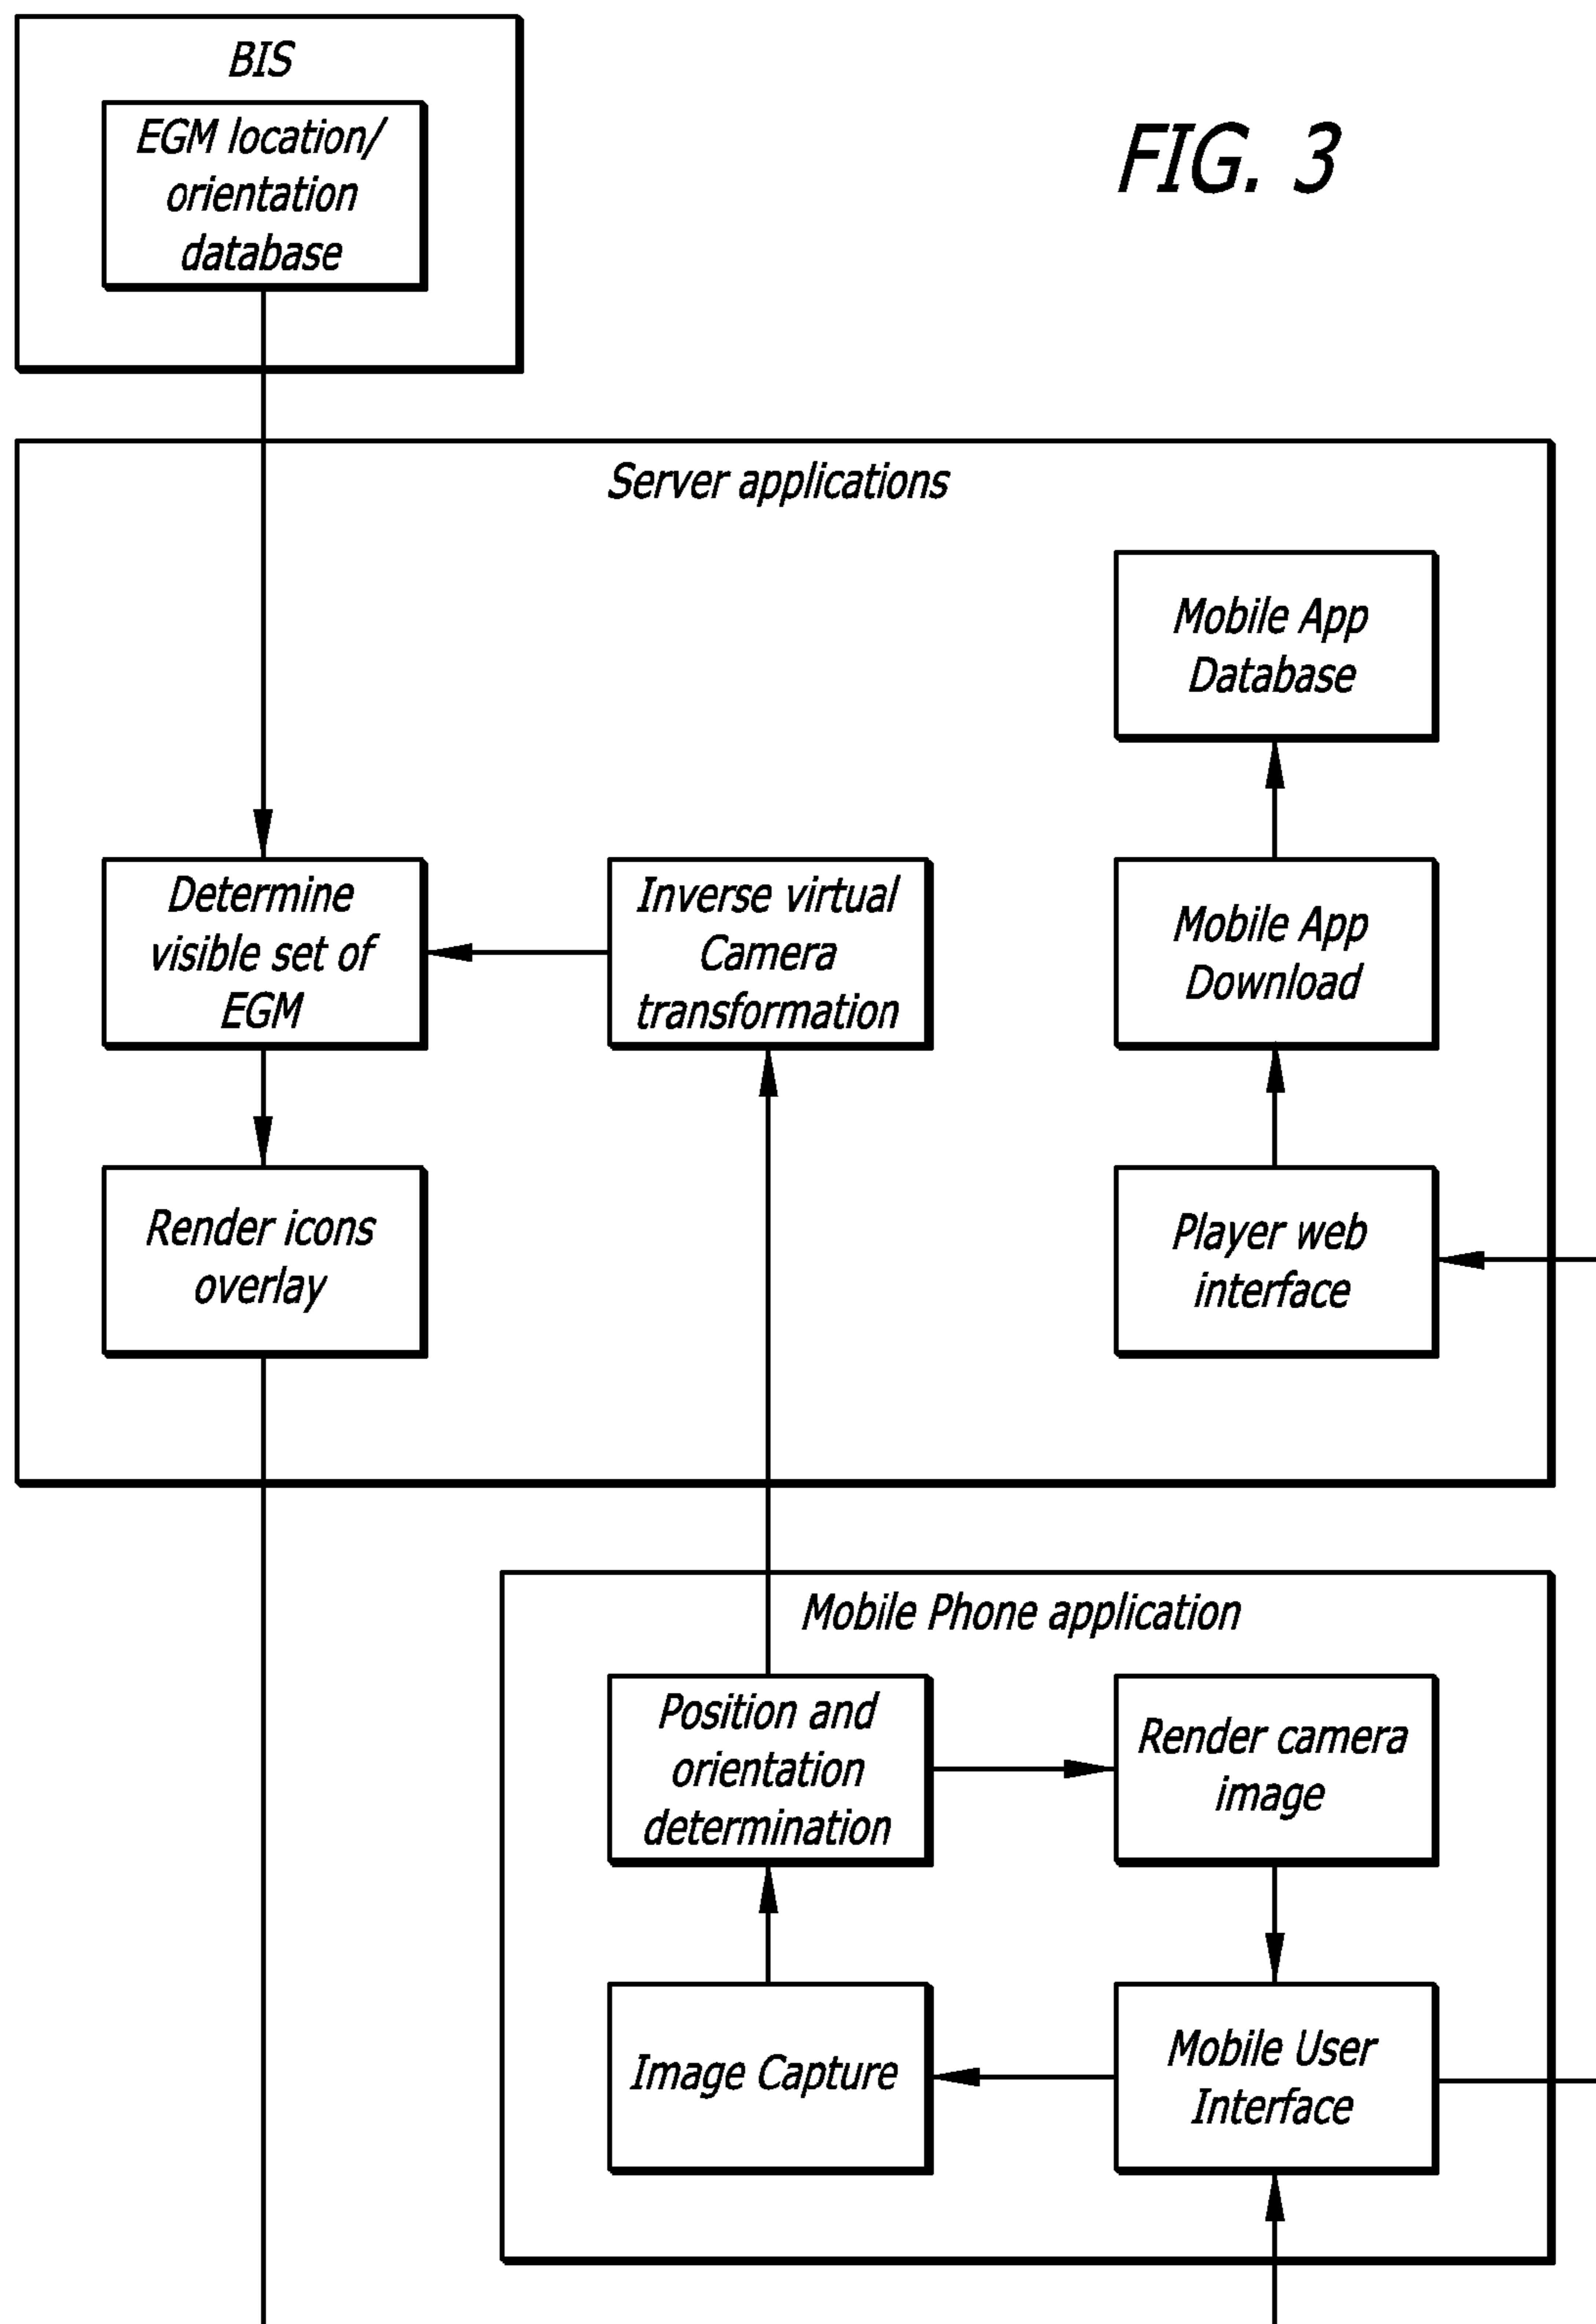 BIS
EGM location/
orientation
database
FIG. 3
Server applications
Mobile App
Database
Determine
visible set of
EGM
Inverse virtual
Camera
transformation
Mobile App
Download
Render icons
overlay
Player web
interface
Mobile Phone application
Position and
orientation
determination
Render camera
image
Image Capture
Mobile User
Interface